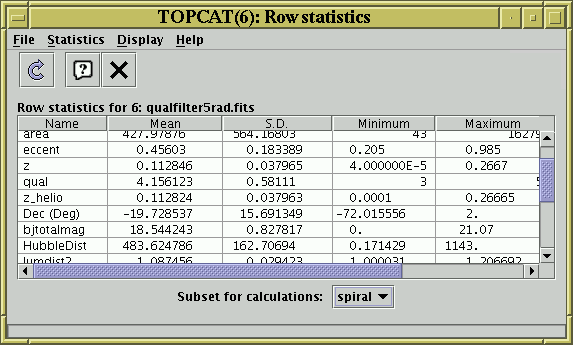 TOPCAT(6): Row statistics
File Statistics Display Help
Row statistics for 6: qualfilter5rad.fits
Name Mean S.D. Minimum Maximum
area 427.97876 564.16803 43 16279
eccent 0.45603 0.183389 0.205 0.985
z 0.112846 0.037965 4.000000E-5 0.2667
qual 4.156123 0.58111 3 5
z_helio 0.112824 0.037963 0.0001 0.26665
Dec (Deg) -19.728537 15.691349 -72.015556 2.
bjtotalmag 18.544243 0.827817 0. 21.07
HubbleDist 483.624786 162.70694 0.171429 1143.
lumdist2 1.087456 0.029423 1.000031 1.206692
Subset for calculations: spiral